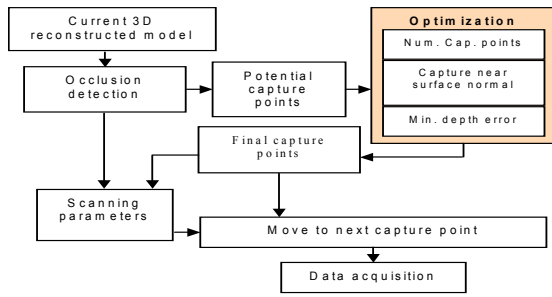 Current 3D
reconstructed model
Occlusion
detection
Potential
capture
points
Optimization
Num. Cap. points
Capture near
surface normal
Min. depth error
Final capture
points
Scanning
parameters
Move to next capture point
Data acquisition